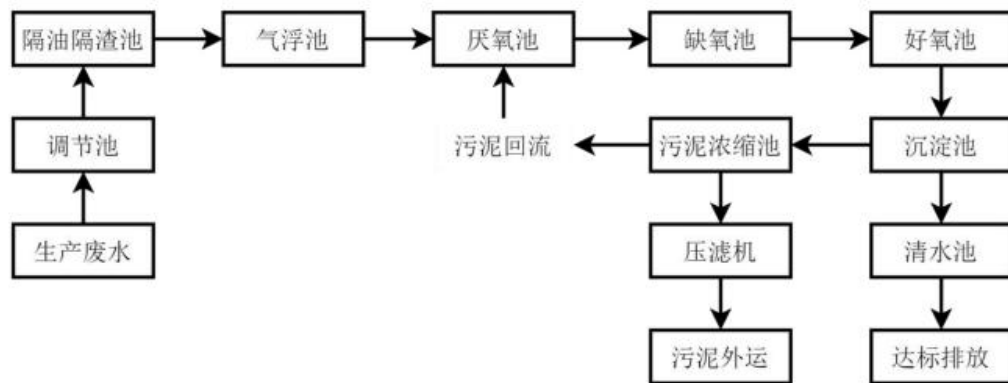 隔油隔渣池
气浮池
厌氧池
缺氧池
好氧池
调节池
污泥回流
污泥浓缩池
沉淀池
生产废水
压滤机
清水池
污泥外运
达标排放